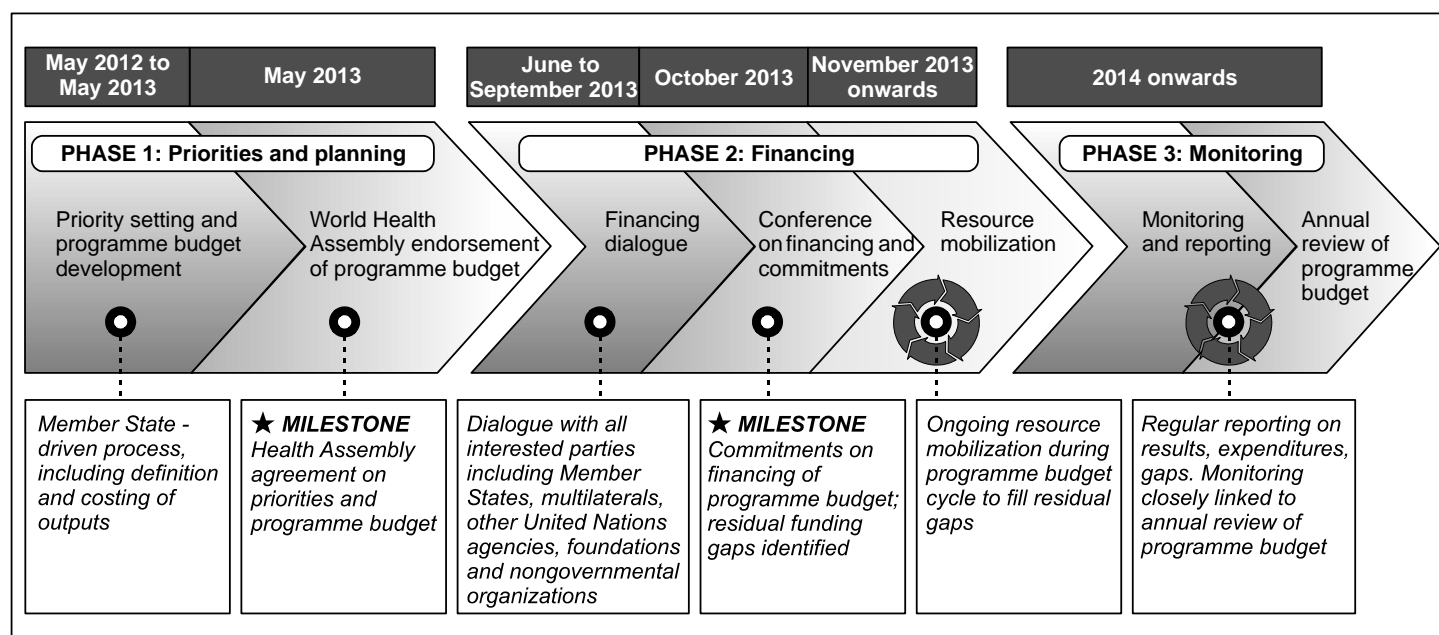 May 2012 to
May 2013
May 2013
June to
September 2013
October 2013
November 2013
onwards
2014 onwards
PHASE 1: Priorities and planning
PHASE 2: Financing
PHASE 3: Monitoring
Priority setting and
programme budget
development
World Health
Assembly endorsement
of programme budget
Financing
dialogue
Conference
on financing and
commitments
Resource
mobilization
Monitoring
and reporting
Annual
review of
programme
budget
Member State -
driven process,
including definition
and costing of
outputs
★ MILESTONE
Health Assembly
agreement on
priorities and
programme budget
Dialogue with all
interested parties
including Member
States, multilaterals,
other United Nations
agencies, foundations
and nongovernmental
organizations
★ MILESTONE
Commitments on
financing of
programme budget;
residual funding
gaps identified
Ongoing resource
mobilization during
programme budget
cycle to fill residual
gaps
Regular reporting on
results, expenditures,
gaps. Monitoring
closely linked to
annual review of
programme budget